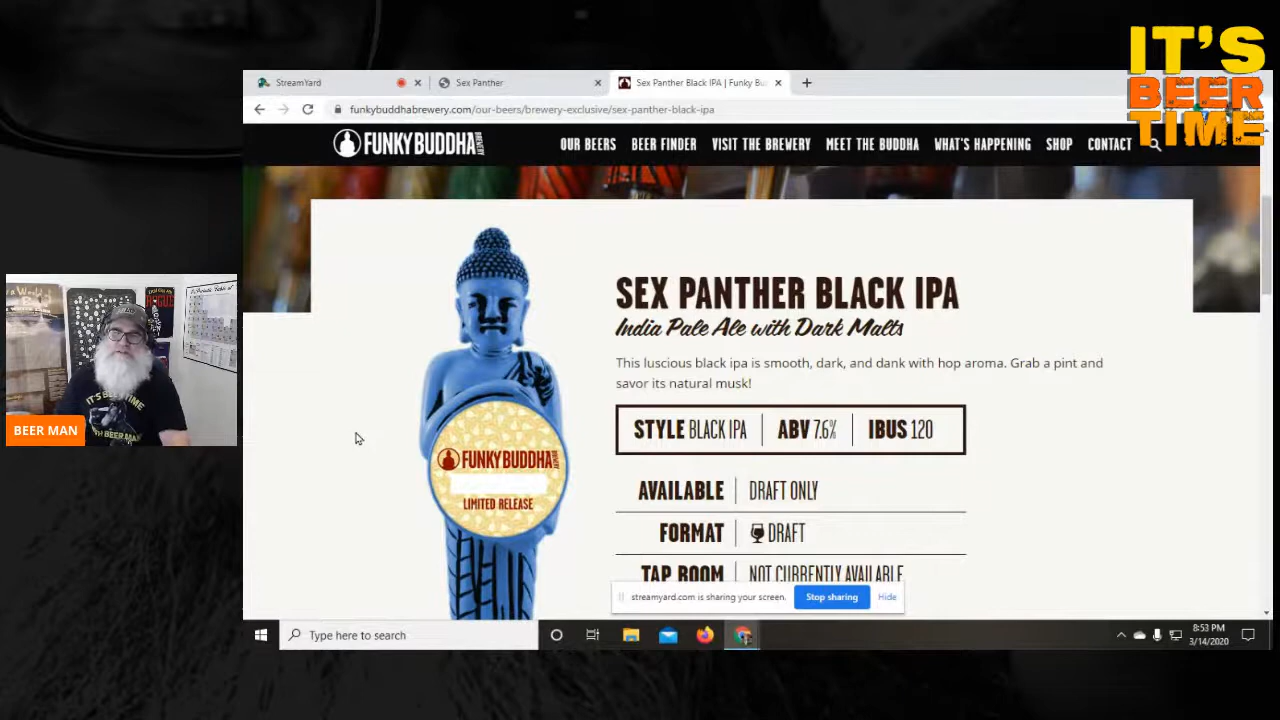 IT'S
BEER
TIME
StreamYard
Sex Panther
Sex Panther Black IPA | Funky Bu
funkybuddhabrewery.com/our-beers/brewery-exclusive/sex-panther-black-ipa
FUNKY BUDDHA BREWERY
OUR BEERS BEER FINDER VISIT THE BREWERY MEET THE BUDDHA WHAT'S HAPPENING SHOP CONTACT
SEX PANTHER BLACK IPA
India Pale Ale with Dark Malts
This luscious black ipa is smooth, dark, and dank with hop aroma. Grab a pint and
savor its natural musk!
STYLE BLACK IPA ABV 7.6% IBUS 120
AVAILABLE DRAFT ONLY
FORMAT DRAFT
TAP ROOM NOT CURRENTLY AVAILABLE
FUNKY BUDDHA BREWERY
LIMITED RELEASE
BEER MAN
IT'S BEER TIME
streamyard.com is sharing your screen. Stop sharing Hide
Type here to search
8:53 PM
3/14/2020